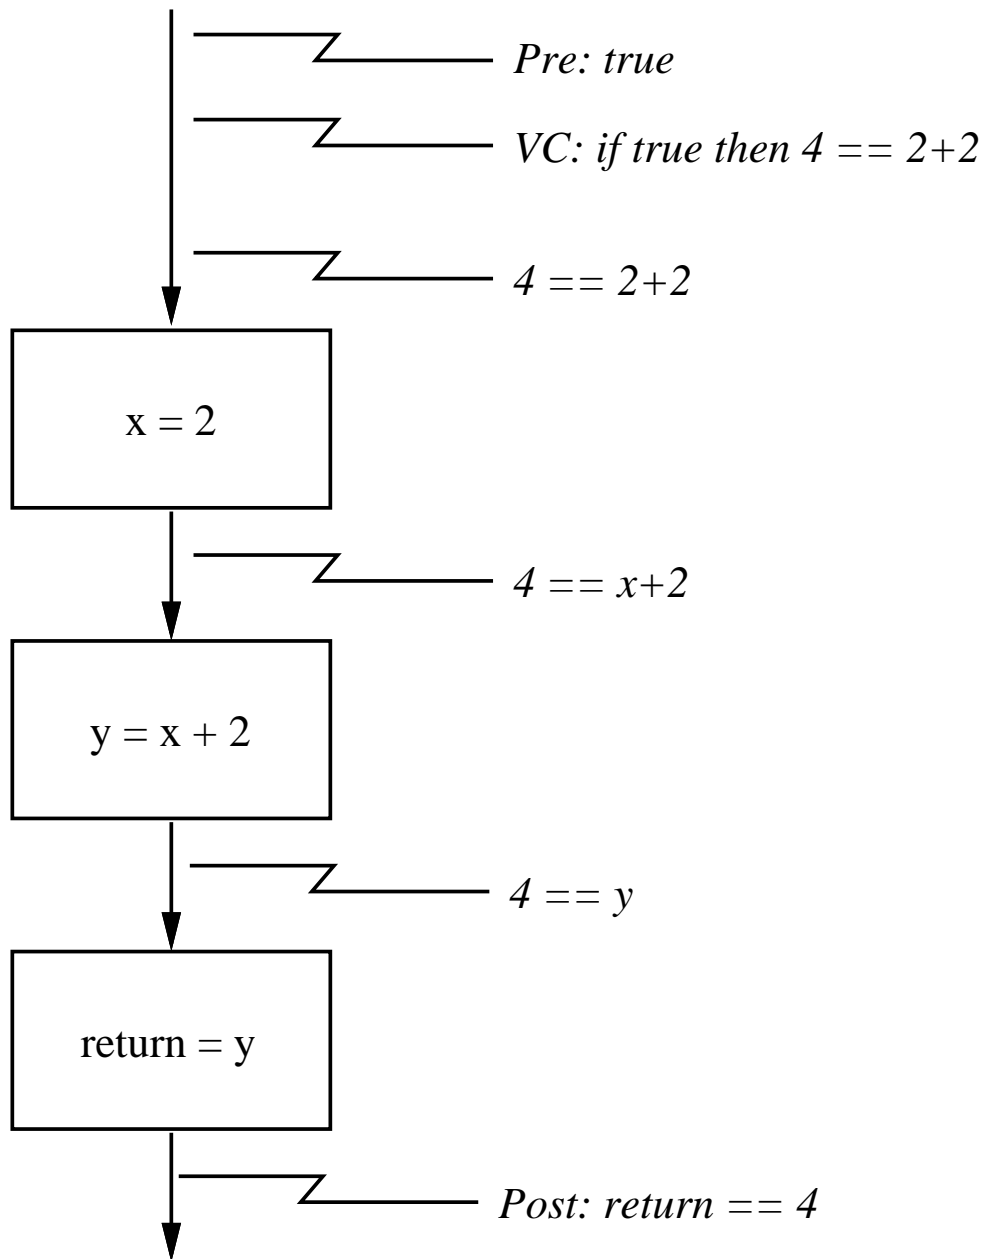 Pre: true
VC: if true then 4 == 2+2
4 == 2+2
x = 2
4 == x+2
y = x + 2
4 == y
return = y
Post: return == 4